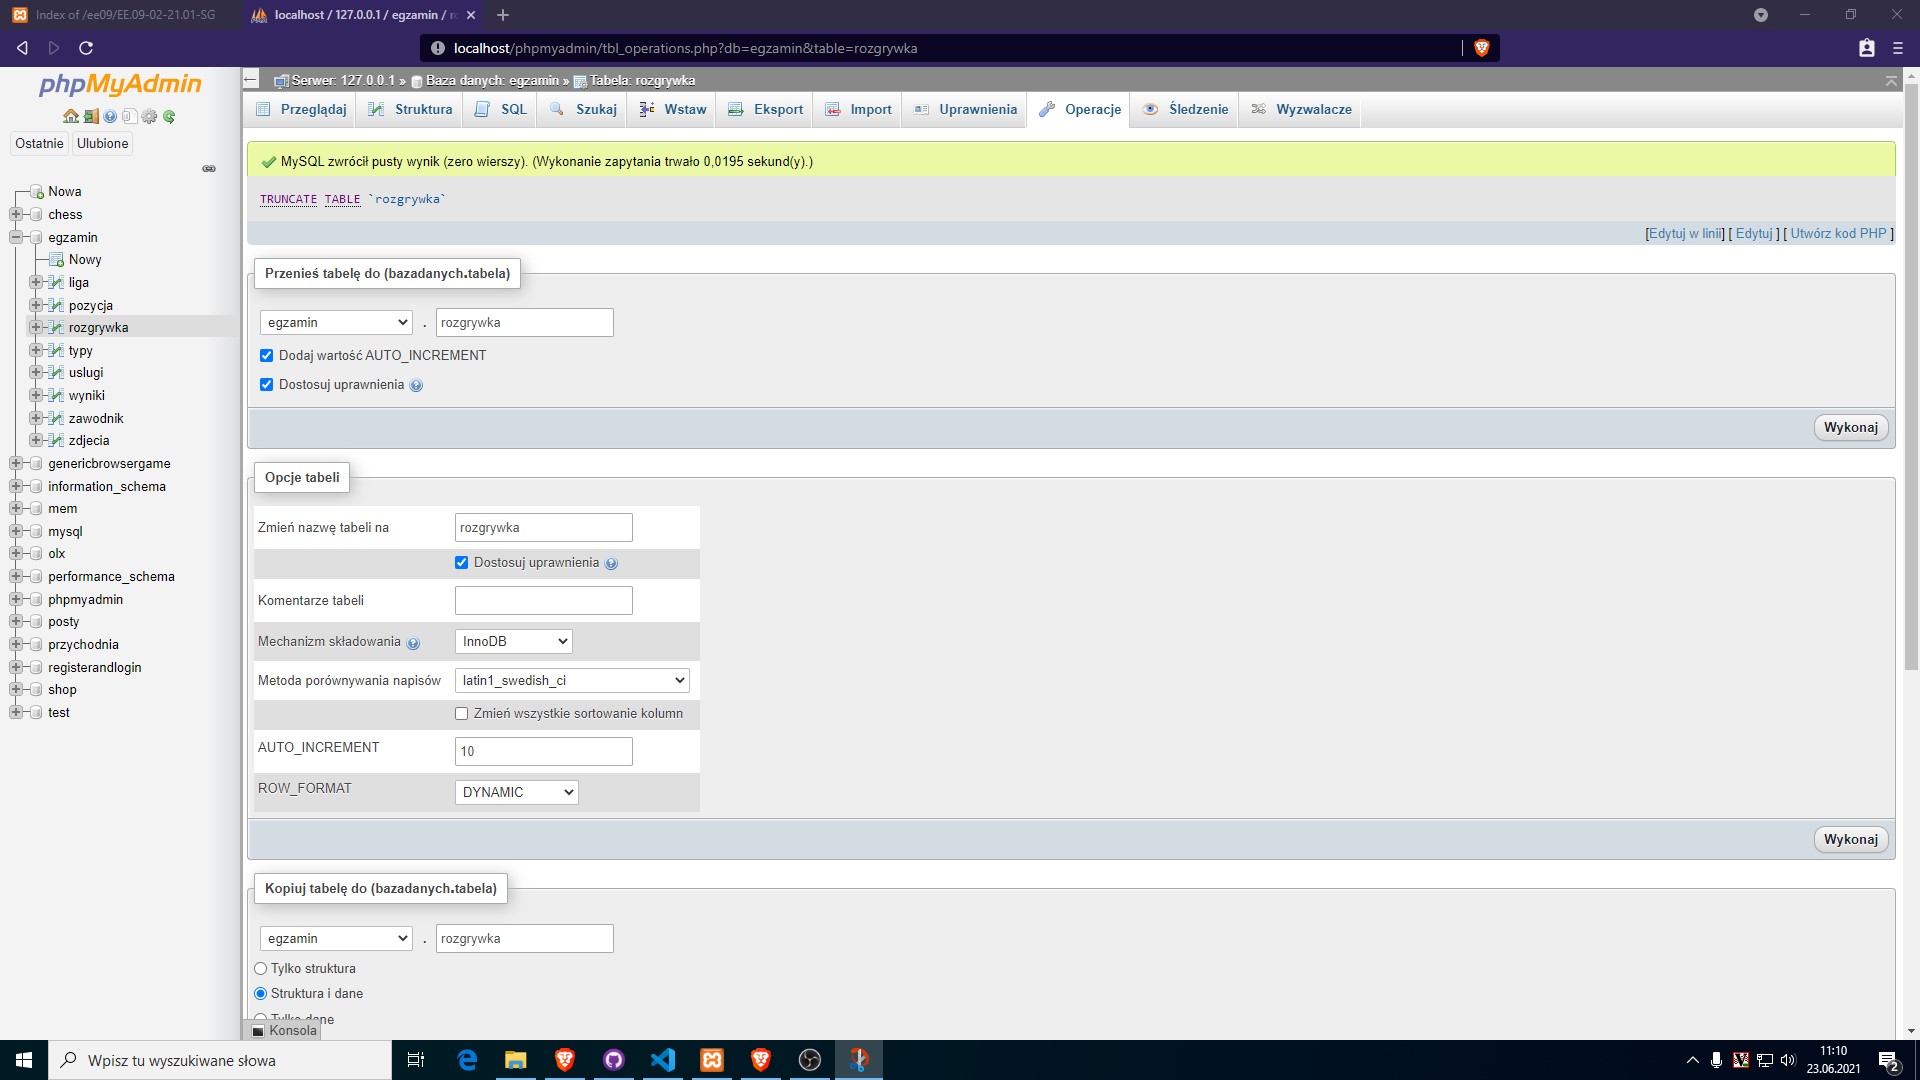 Index of /ee09/EE.09-02-21.01-SG
localhost / 127.0.0.1 / egzamin / r
localhost/phpmyadmin/tbl_operations.php?db=egzamin&table=rozgrywka
phpMyAdmin
Ostatnie
Ulubione
Nowa
chess
egzamin
Nowy
liga
pozycja
rozgrywka
typy
uslugi
wyniki
zawodnik
zdjecia
genericbrowsergame
information_schema
mem
mysql
olx
performance_schema
phpmyadmin
posty
przychodnia
registerandlogin
shop
test
Serwer: 127.0.0.1 » Baza danych: egzamin » Tabela: rozgrywka
Przeglądaj
Struktura
SQL
Szukaj
Wstaw
Eksport
Import
Uprawnienia
Operacje
Śledzenie
Wyzwalacze
MySQL zwrócił pusty wynik (zero wierszy). (Wykonanie zapytania trwało 0,0195 sekund(y).)
TRUNCATE TABLE `rozgrywka`
[Edytuj w linii] [ Edytuj ] [ Utwórz kod PHP ]
Przenieś tabelę do (bazadanych.tabela)
egzamin . rozgrywka
Dodaj wartość AUTO_INCREMENT
Dostosuj uprawnienia
Wykonaj
Opcje tabeli
Zmień nazwę tabeli na rozgrywka
Dostosuj uprawnienia
Komentarze tabeli
Mechanizm składowania InnoDB
Metoda porównywania napisów latin1_swedish_ci
Zmień wszystkie sortowanie kolumn
AUTO_INCREMENT 10
ROW_FORMAT DYNAMIC
Wykonaj
Kopiuj tabelę do (bazadanych.tabela)
egzamin . rozgrywka
Tylko struktura
Struktura i dane
Tylko dane
Konsola
Wpisz tu wyszukiwane słowa
11:10
23.06.2021
2